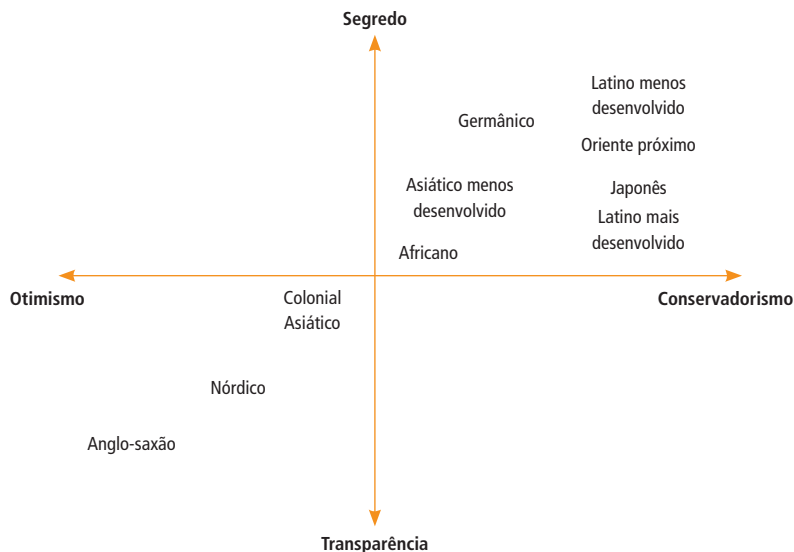 Segredo
Latino menos
desenvolvido
Germânico
Oriente próximo
Asiático menos
desenvolvido
Japonês
Latino mais
desenvolvido
Africano
Otimismo
Colonial
Asiático
Conservadorismo
Nórdico
Anglo-saxão
Transparência